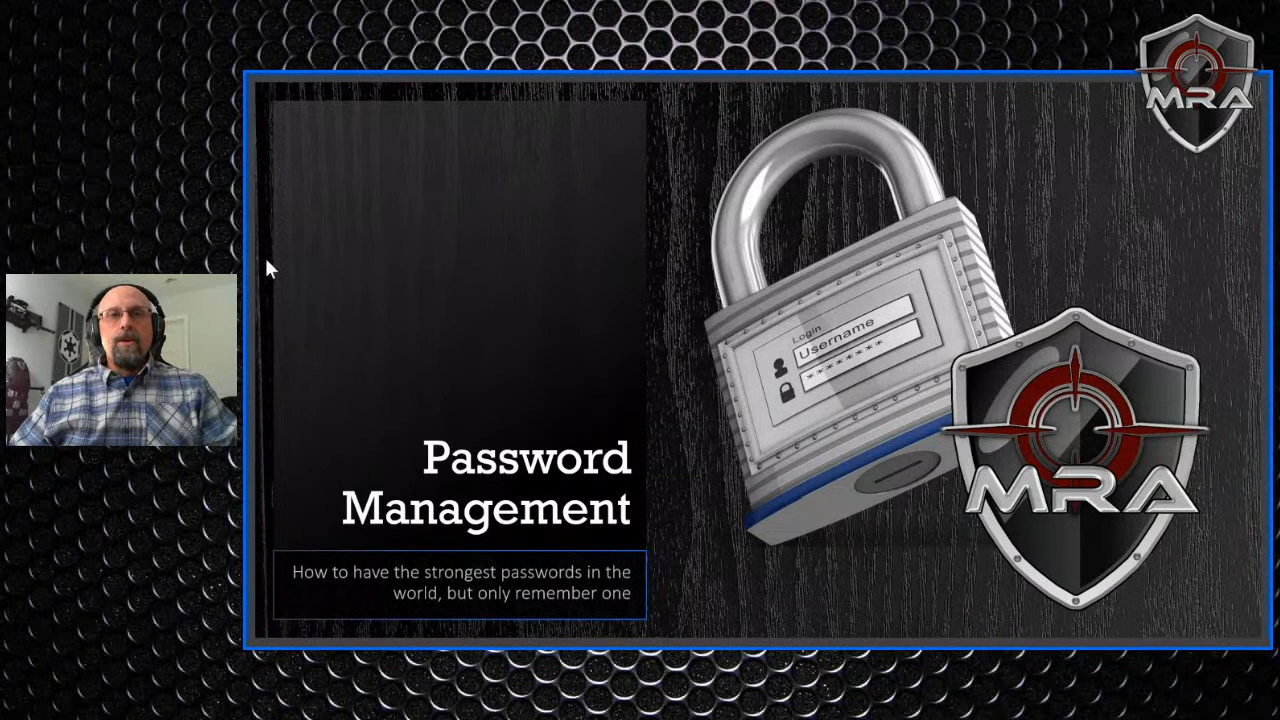 MRA
Login
Username
********
MRA
Password
Management
How to have the strongest passwords in the
world, but only remember one